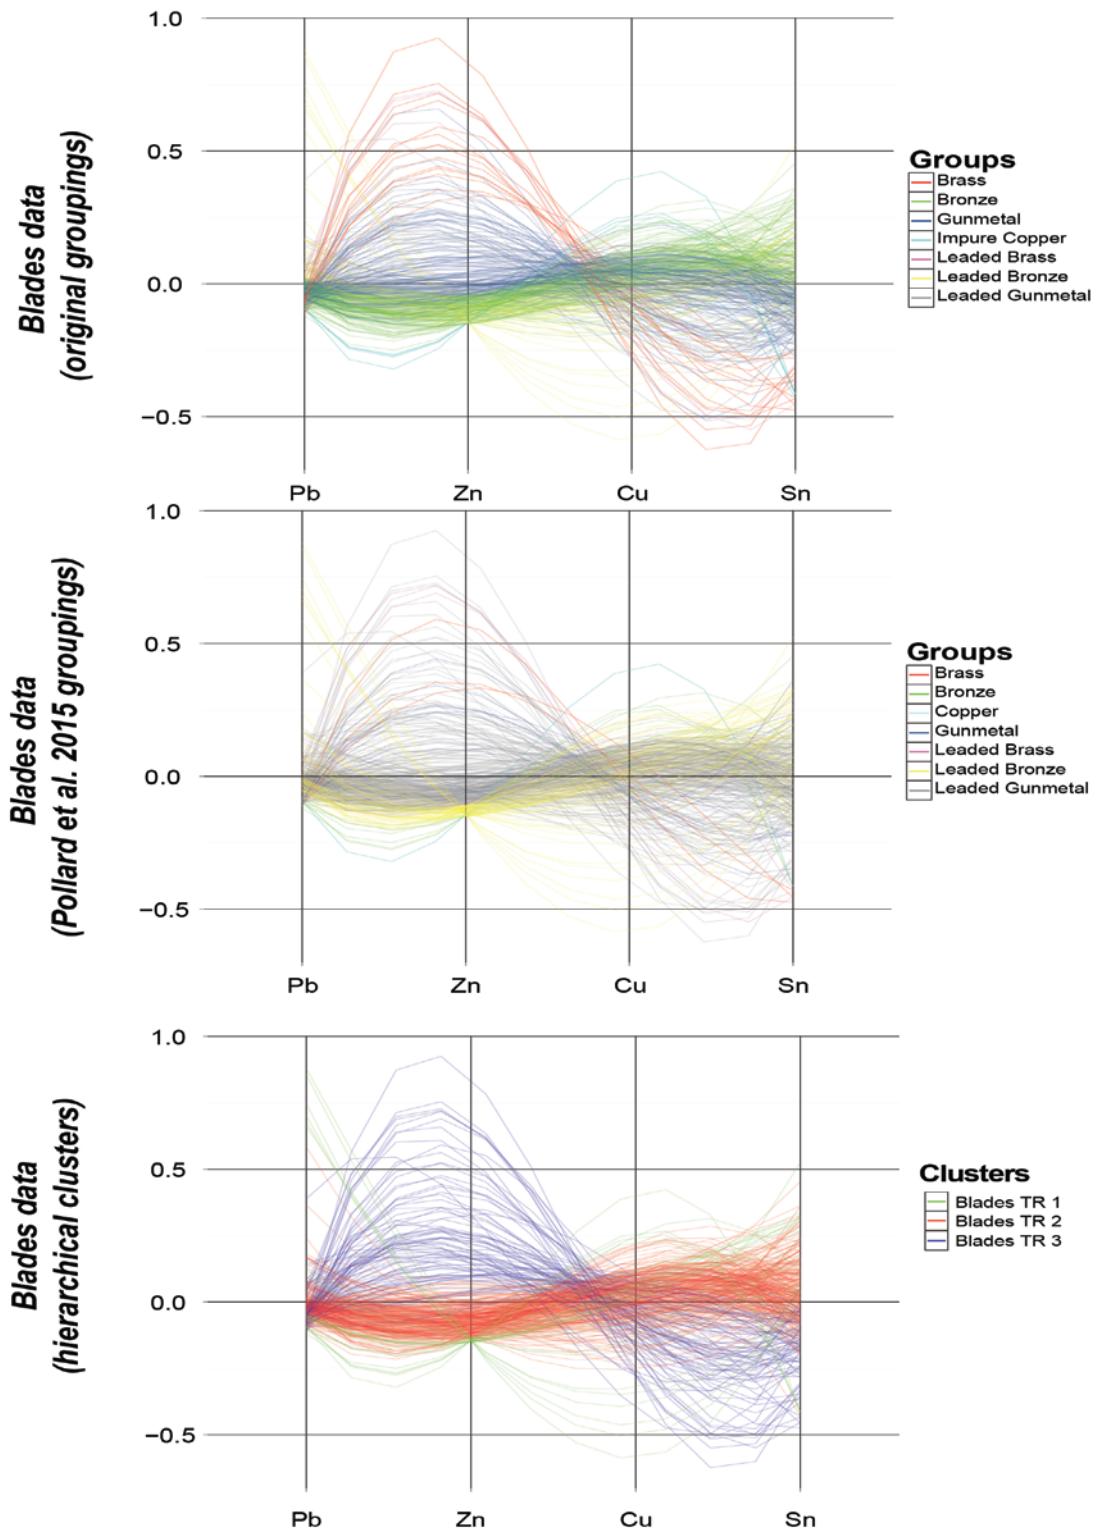 Blades data
(original groupings)
1.0
0.5
0.0
−0.5
Pb
Zn
Cu
Sn
Groups
Brass
Bronze
Gunmetal
Impure Copper
Leaded Brass
Leaded Bronze
Leaded Gunmetal
Blades data
(Pollard et al. 2015 groupings)
1.0
0.5
0.0
−0.5
Pb
Zn
Cu
Sn
Groups
Brass
Bronze
Copper
Gunmetal
Leaded Brass
Leaded Bronze
Leaded Gunmetal
Blades data
(hierarchical clusters)
1.0
0.5
0.0
−0.5
Pb
Zn
Cu
Sn
Clusters
Blades TR 1
Blades TR 2
Blades TR 3